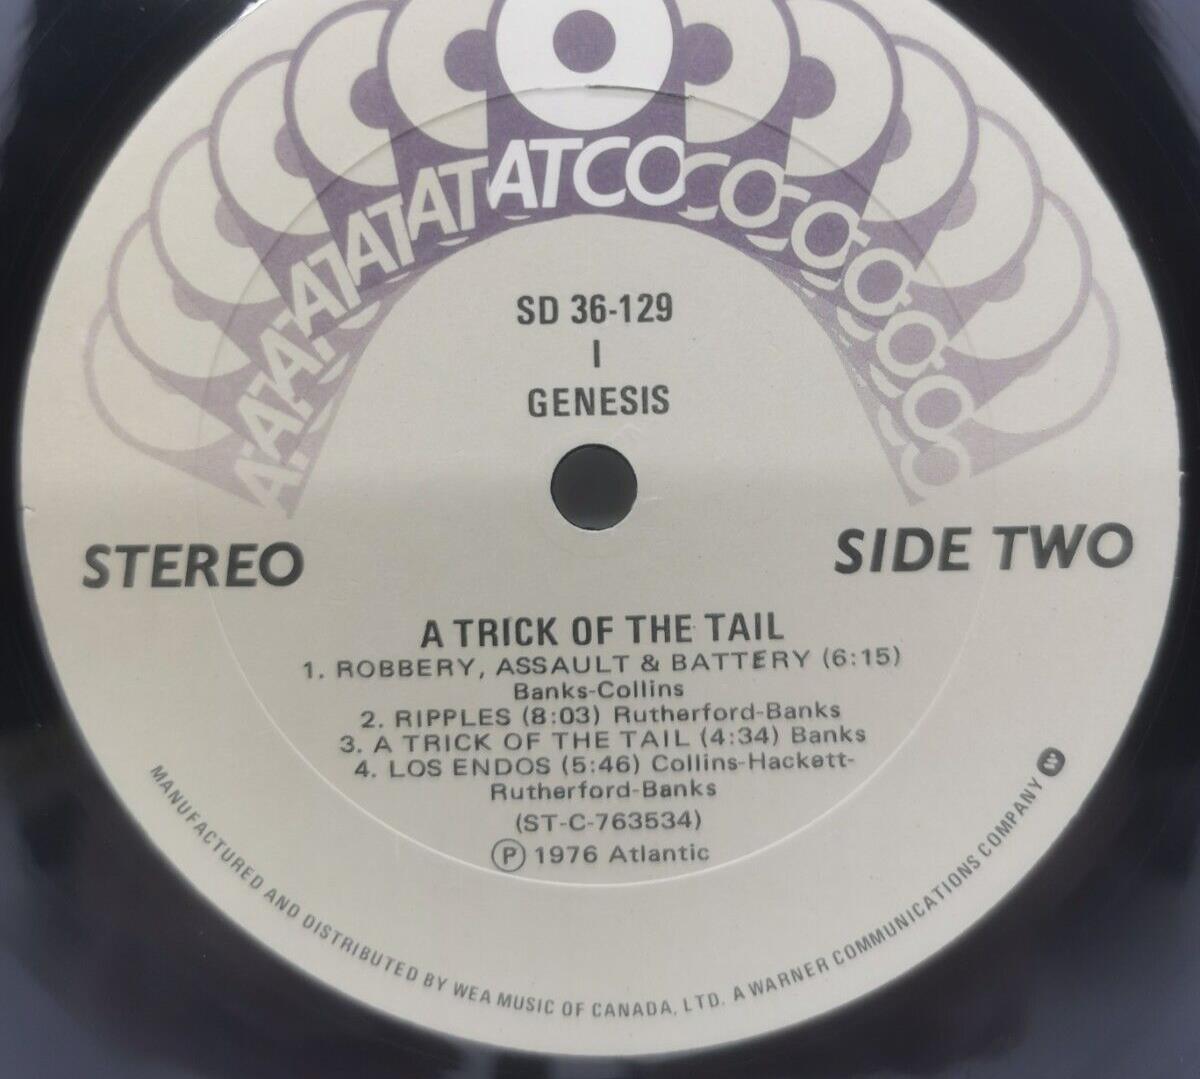 ATCO
SD 36-129
I
GENESIS
STEREO
SIDE TWO
A TRICK OF THE TAIL
1. ROBBERY, ASSAULT & BATTERY (6:15)
Banks-Collins
2. RIPPLES (8:03) Rutherford-Banks
3. A TRICK OF THE TAIL (4:34) Banks
4. LOS ENDOS (5:46) Collins-Hackett-
Rutherford-Banks
(ST-C-763534)
Ⓟ 1976 Atlantic
MANUFACTURED AND DISTRIBUTED BY WEA MUSIC OF CANADA, LTD. A WARNER COMMUNICATIONS COMPANY